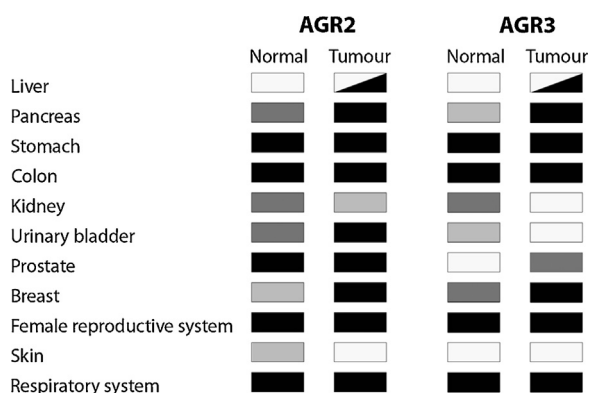 AGR2 AGR3
Normal Tumour Normal Tumour
Liver
Pancreas
Stomach
Colon
Kidney
Urinary bladder
Prostate
Breast
Female reproductive system
Skin
Respiratory system